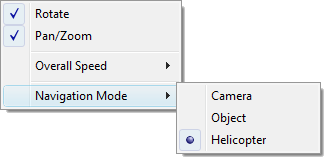 Rotate
Pan/Zoom
Overall Speed
Navigation Mode
Camera
Object
Helicopter